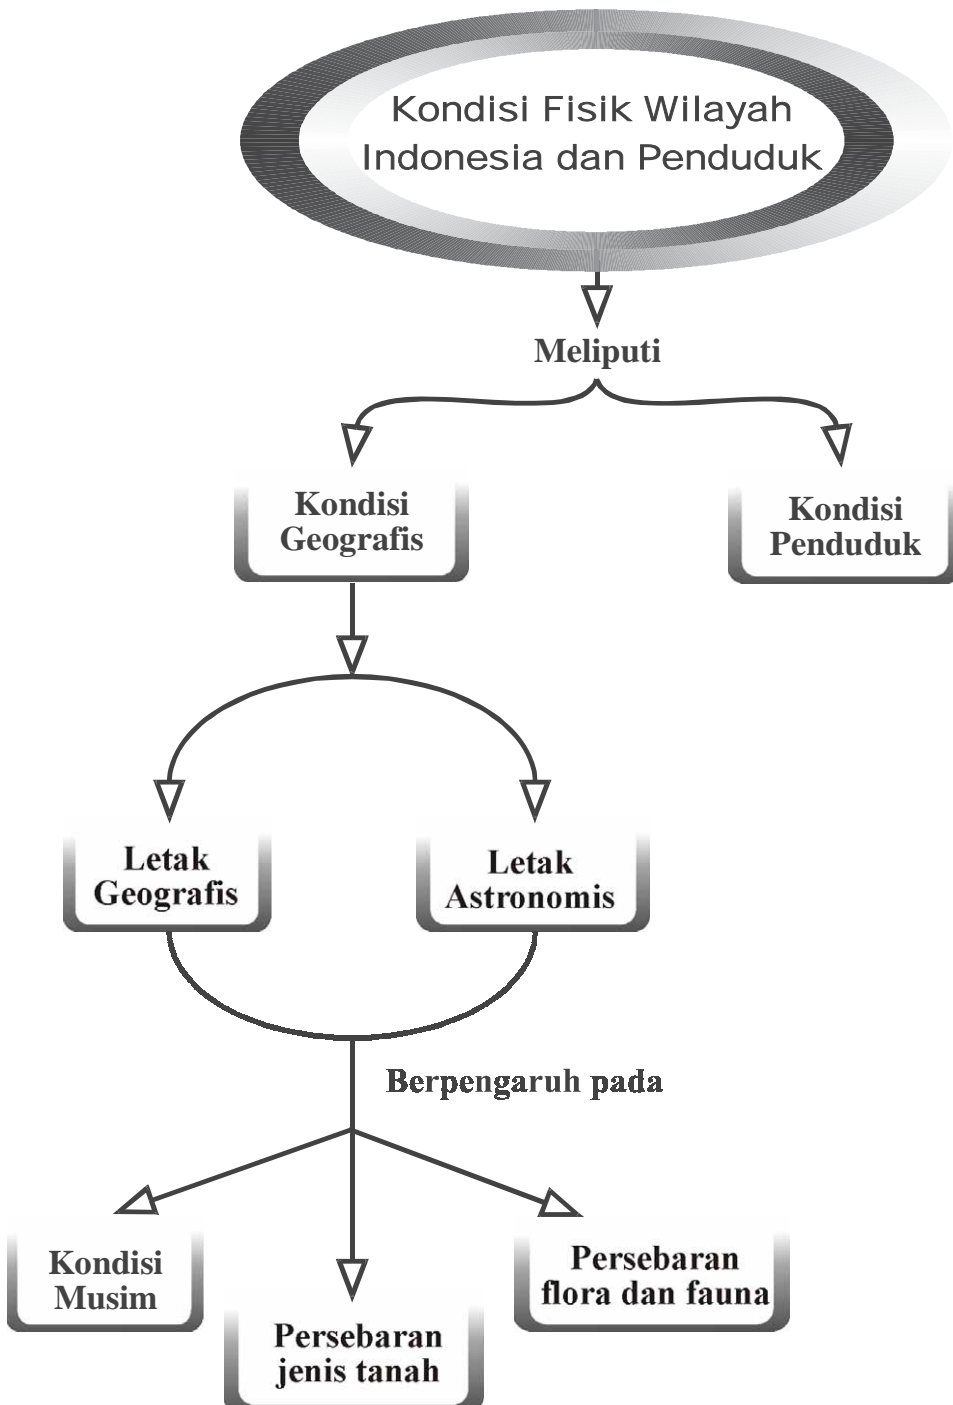 Kondisi Fisik Wilayah
Indonesia dan Penduduk
Meliputi
Kondisi
Geografis
Kondisi
Penduduk
Letak
Geografis
Letak
Astronomis
Berpengaruh pada
Kondisi
Musim
Persebaran
jenis tanah
Persebaran
flora dan fauna